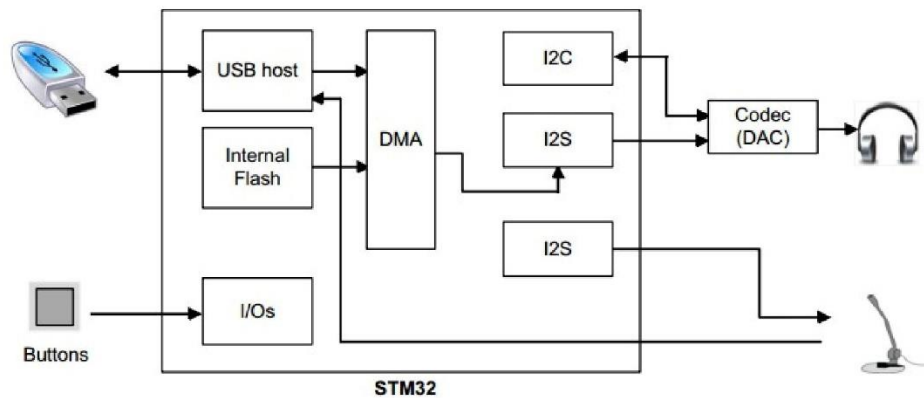 USB host
I2C
DMA
Codec
(DAC)
Internal
Flash
I2S
I2S
I/Os
Buttons
STM32